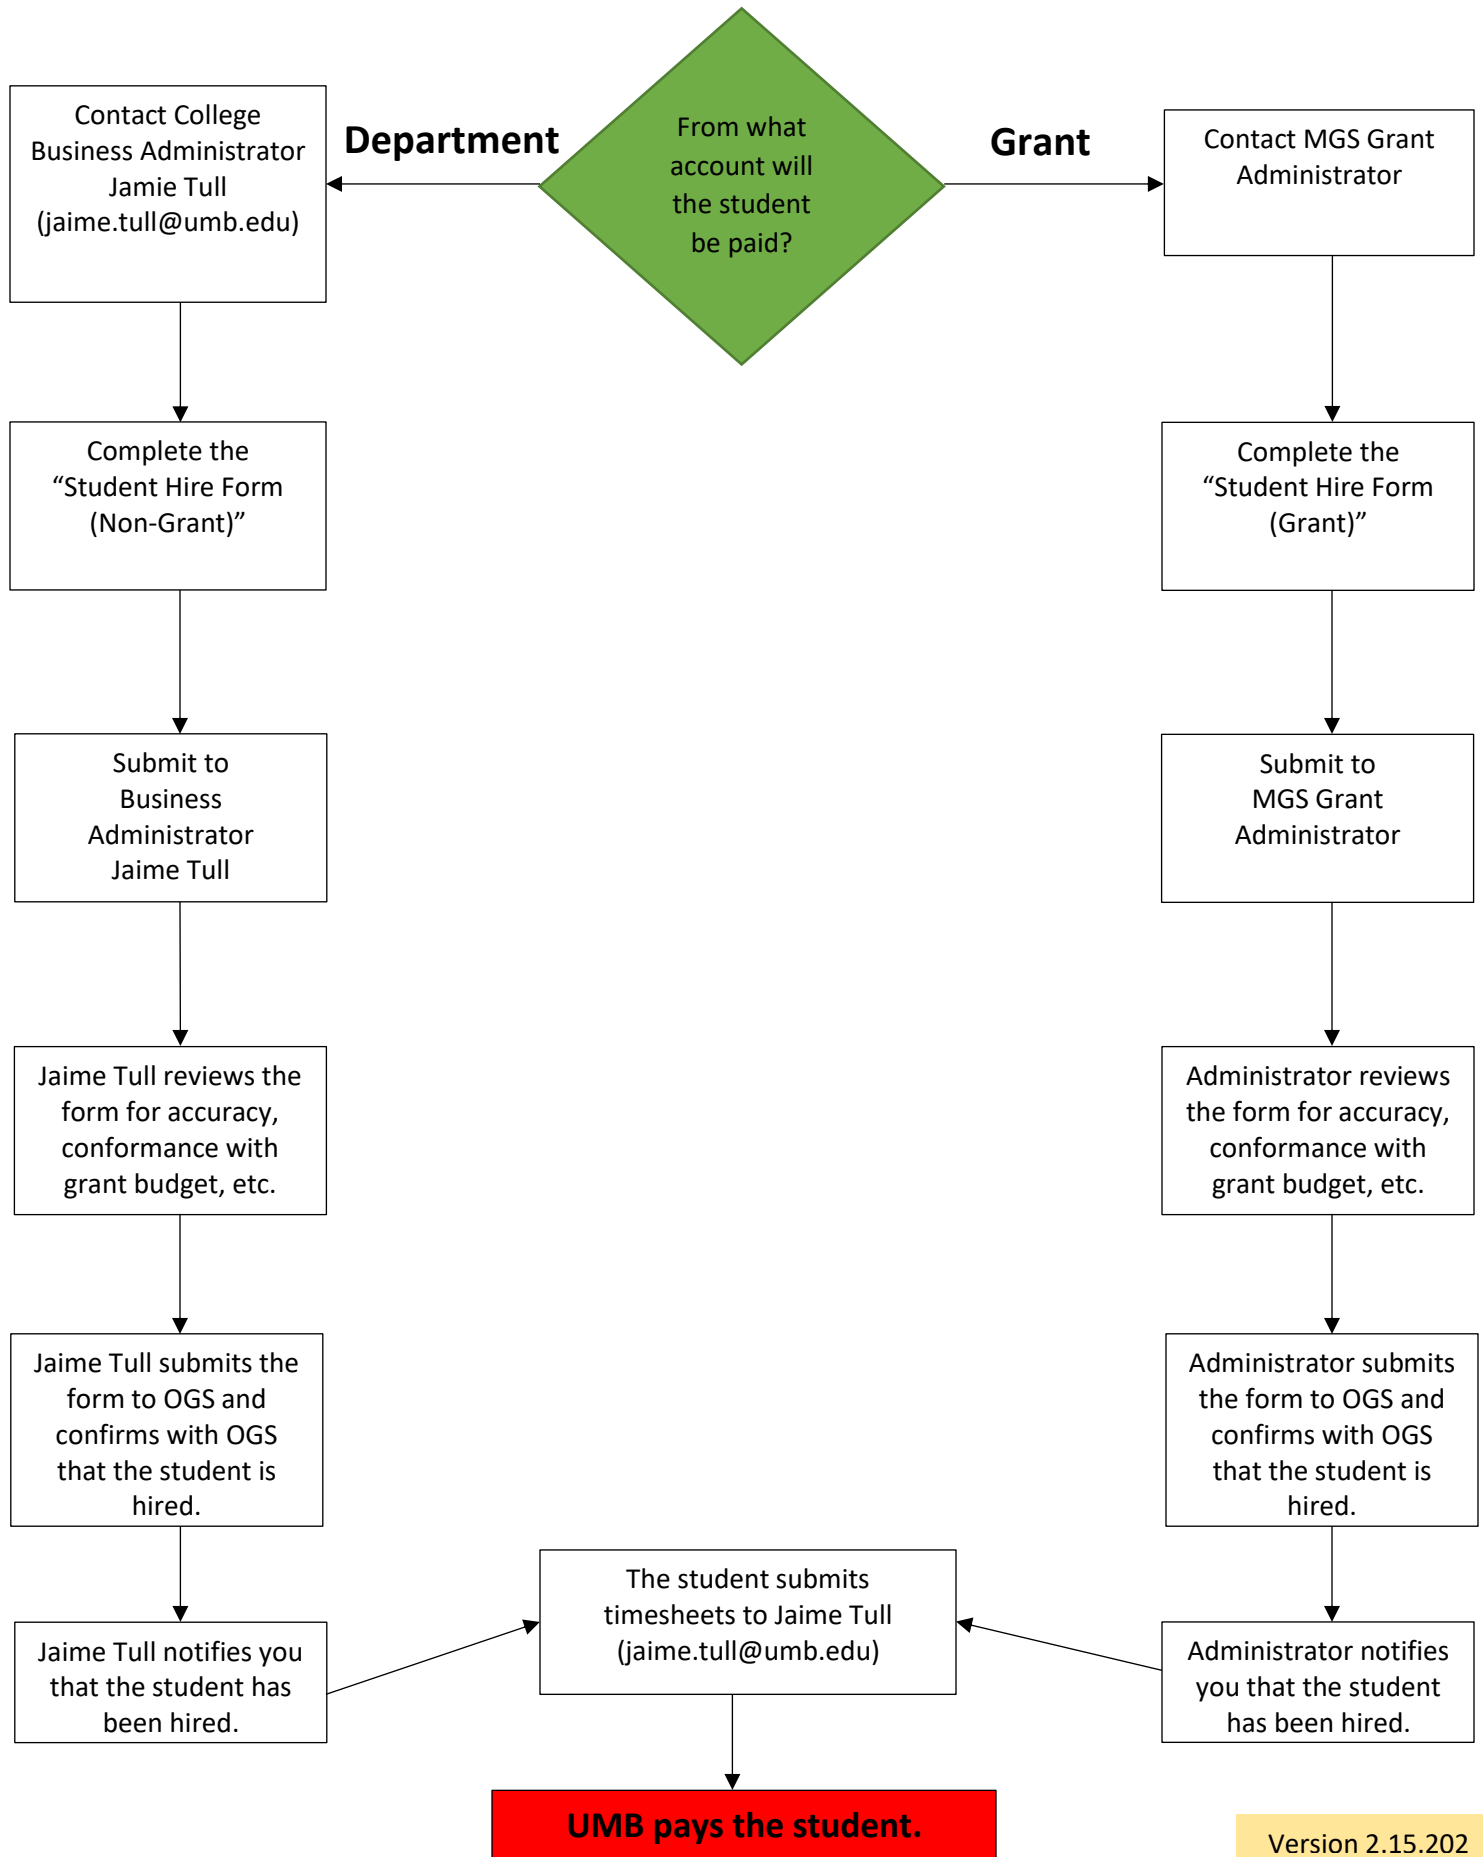 From what
account will
the student
be paid?
Department
Grant
Contact College
Business Administrator
Jamie Tull
(jaime.tull@umb.edu)
Complete the
“Student Hire Form
(Non-Grant)”
Submit to
Business
Administrator
Jaime Tull
Jaime Tull reviews the
form for accuracy,
conformance with
grant budget, etc.
Jaime Tull submits the
form to OGS and
confirms with OGS
that the student is
hired.
Jaime Tull notifies you
that the student has
been hired.
Contact MGS Grant
Administrator
Complete the
“Student Hire Form
(Grant)”
Submit to
MGS Grant
Administrator
Administrator reviews
the form for accuracy,
conformance with
grant budget, etc.
Administrator submits
the form to OGS and
confirms with OGS
that the student is
hired.
Administrator notifies
you that the student
has been hired.
The student submits
timesheets to Jaime Tull
(jaime.tull@umb.edu)
UMB pays the student.
Version 2.15.202